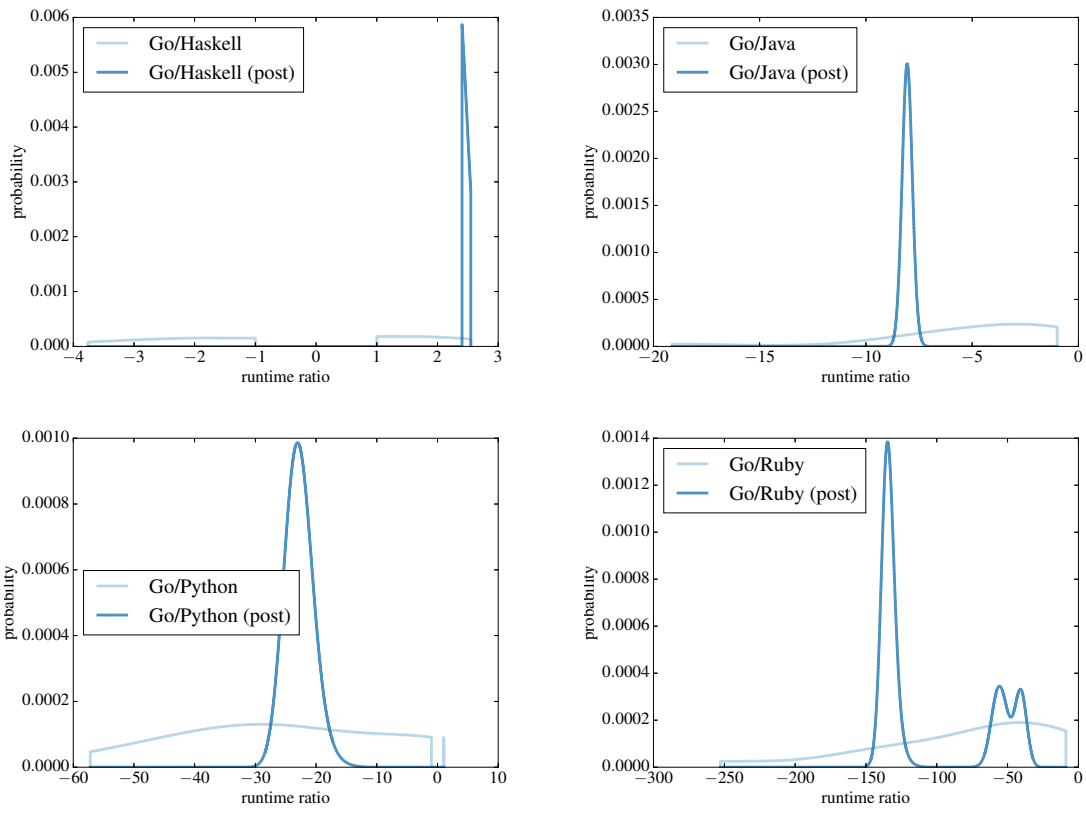 0.006
0.005
0.004
0.003
0.002
0.001
0.000
probability
Go/Haskell
Go/Haskell (post)
−4 −3 −2 −1 0 1 2 3
runtime ratio
0.0035
0.0030
0.0025
0.0020
0.0015
0.0010
0.0005
0.0000
probability
Go/Java
Go/Java (post)
−20 −15 −10 −5 0
runtime ratio
0.0010
0.0008
0.0006
0.0004
0.0002
0.0000
probability
Go/Python
Go/Python (post)
−60 −50 −40 −30 −20 −10 0 10
runtime ratio
0.0014
0.0012
0.0010
0.0008
0.0006
0.0004
0.0002
0.0000
probability
Go/Ruby
Go/Ruby (post)
−300 −250 −200 −150 −100 −50 0
runtime ratio